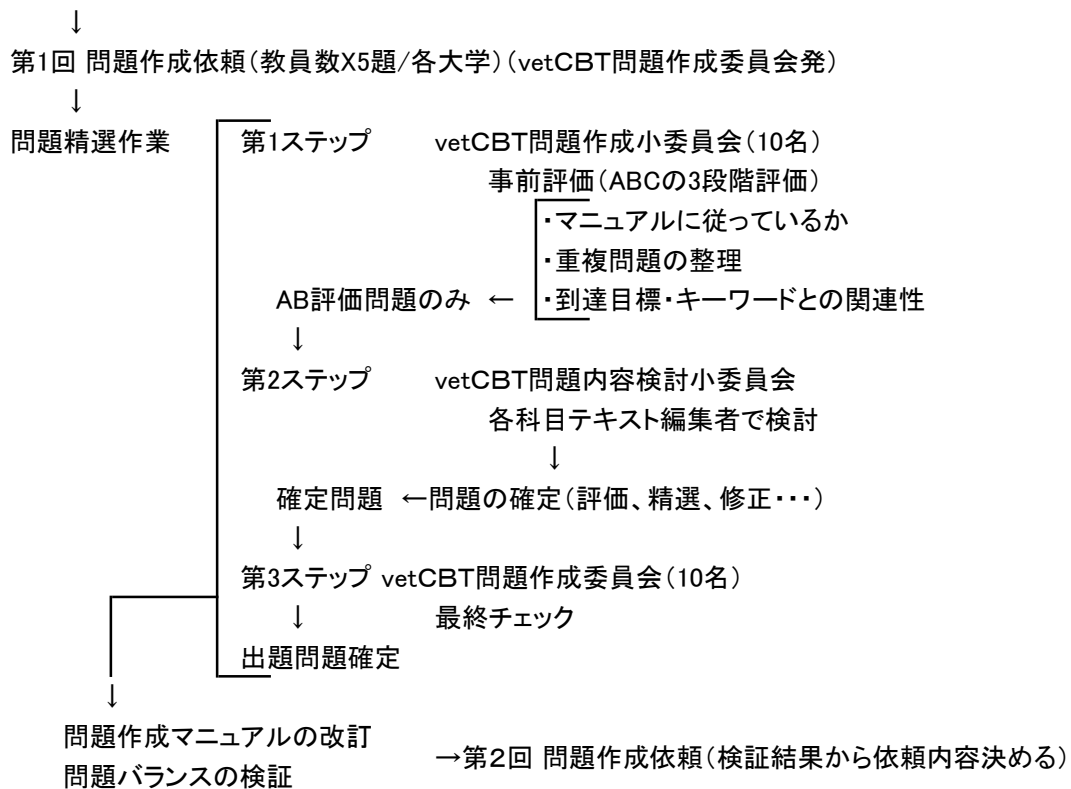 ↓
第1回 問題作成依頼(教員数X5題/各大学)(vetCBT問題作成委員会発)
↓
問題精選作業 第1ステップ vetCBT問題作成小委員会(10名)
事前評価(ABCの3段階評価)
・マニュアルに従っているか
・重複問題の整理
AB評価問題のみ ← ・到達目標・キーワードとの関連性
↓
第2ステップ vetCBT問題内容検討小委員会
各科目テキスト編集者で検討
↓
確定問題 ←問題の確定(評価、精選、修正・・・)
↓
第3ステップ vetCBT問題作成委員会(10名)
↓ 最終チェック
出題問題確定
↓
問題作成マニュアルの改訂
問題バランスの検証 →第2回 問題作成依頼(検証結果から依頼内容決める)